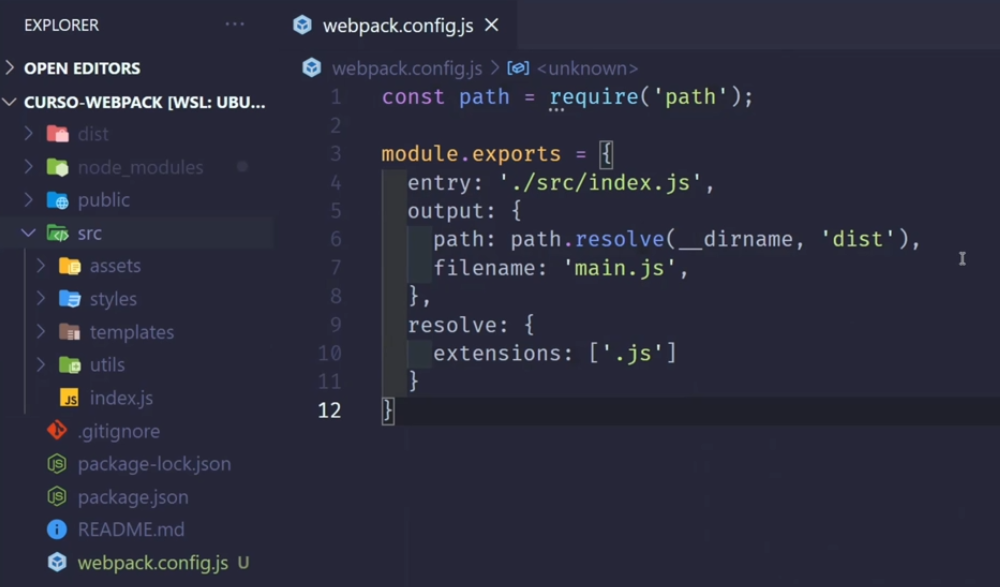 EXPLORER
OPEN EDITORS
CURSO-WEBPACK [WSL: UBU...
dist
node_modules
public
src
assets
styles
templates
utils
JS index.js
.gitignore
package-lock.json
package.json
README.md
webpack.config.js U
webpack.config.js
webpack.config.js > <unknown>
1 const path = require('path');
2
3 module.exports = {
4 entry: './src/index.js',
5 output: {
6 path: path.resolve(__dirname, 'dist'),
7 filename: 'main.js',
8 },
9 resolve: {
10 extensions: ['.js']
11 }
12 }